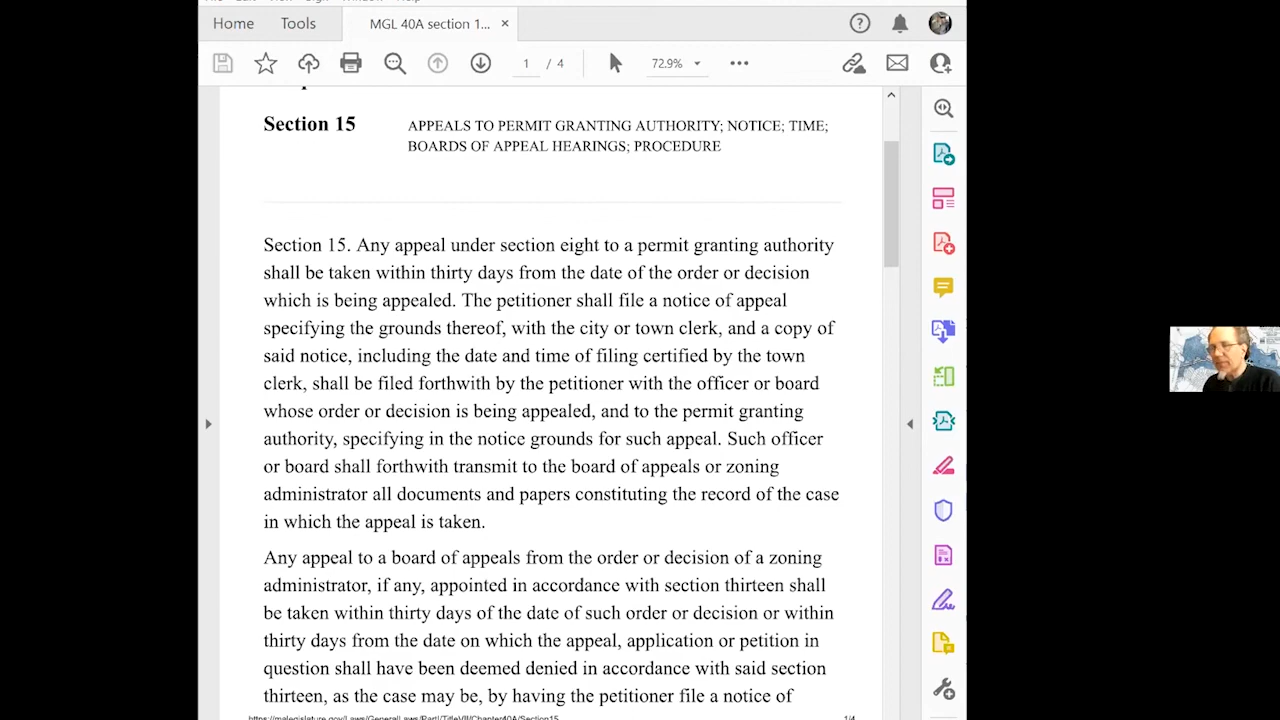 Home
Tools
MGL 40A section 1...
1 / 4
72.9%
Section 15
APPEALS TO PERMIT GRANTING AUTHORITY; NOTICE; TIME;
BOARDS OF APPEAL HEARINGS; PROCEDURE
Section 15. Any appeal under section eight to a permit granting authority
shall be taken within thirty days from the date of the order or decision
which is being appealed. The petitioner shall file a notice of appeal
specifying the grounds thereof, with the city or town clerk, and a copy of
said notice, including the date and time of filing certified by the town
clerk, shall be filed forthwith by the petitioner with the officer or board
whose order or decision is being appealed, and to the permit granting
authority, specifying in the notice grounds for such appeal. Such officer
or board shall forthwith transmit to the board of appeals or zoning
administrator all documents and papers constituting the record of the case
in which the appeal is taken.
Any appeal to a board of appeals from the order or decision of a zoning
administrator, if any, appointed in accordance with section thirteen shall
be taken within thirty days of the date of such order or decision or within
thirty days from the date on which the appeal, application or petition in
question shall have been deemed denied in accordance with said section
thirteen, as the case may be, by having the petitioner file a notice of
https://malegislature.gov/Laws/GeneralLaws/PartI/TitleVII/Chapter40A/Section15
1/4